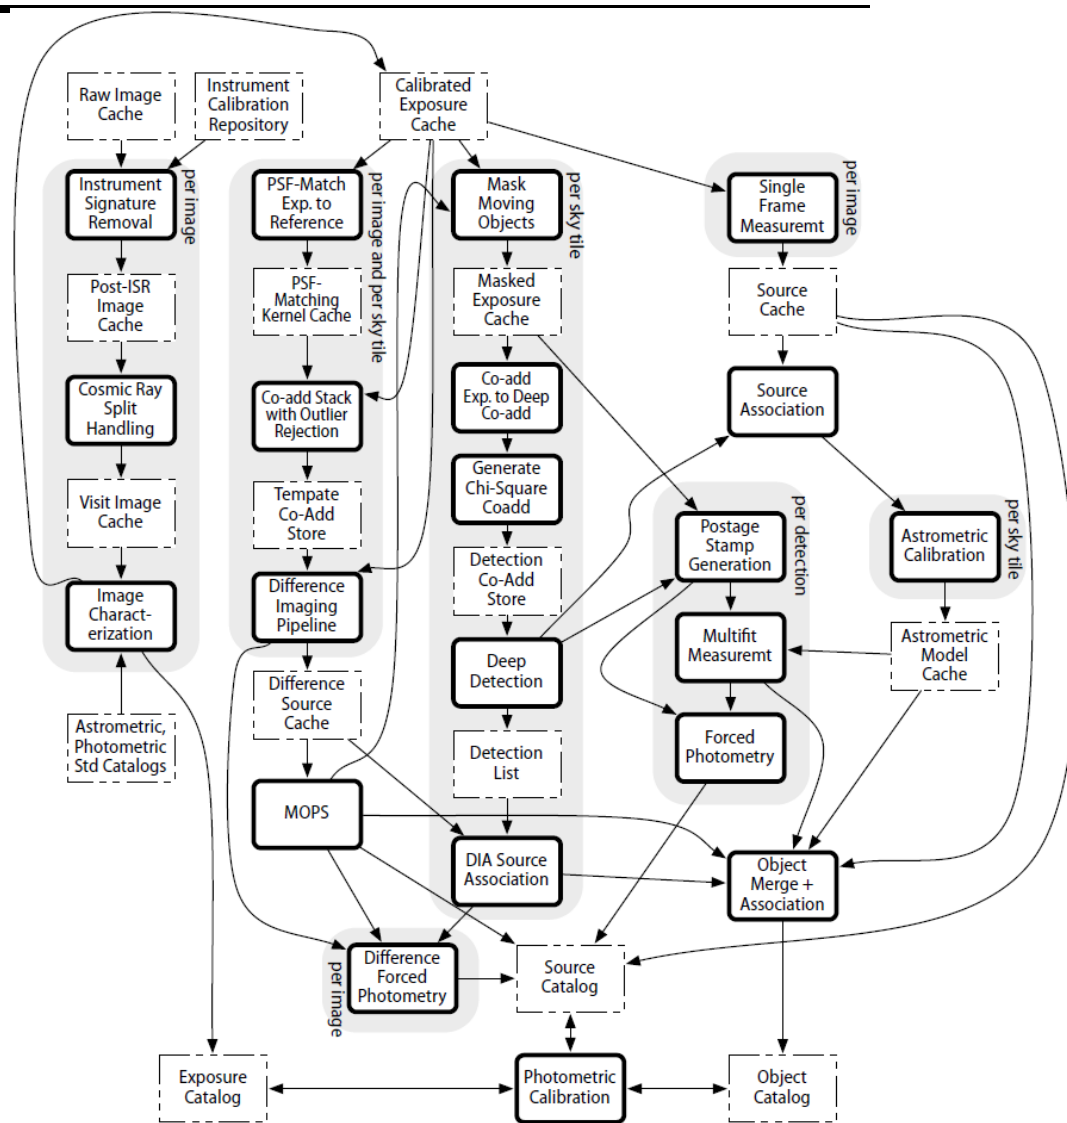 Raw Image
Cache
Instrument
Calibration
Repository
Calibrated
Exposure
Cache
per image
Instrument
Signature
Removal
per image and per sky tile
PSF-Match
Exp. to
Reference
per sky tile
Mask
Moving
Objects
per image
Single
Frame
Measuremt
Post-ISR
Image
Cache
PSF-
Matching
Kernel Cache
Masked
Exposure
Cache
Source
Cache
Cosmic Ray
Split
Handling
Co-add Stack
with Outlier
Rejection
Co-add
Exp. to Deep
Co-add
Source
Association
Visit Image
Cache
Tempate
Co-Add
Store
Generate
Chi-Square
Coadd
per detection
Postage
Stamp
Generation
per sky tile
Astrometric
Calibration
Image
Charact-
erization
Difference
Imaging
Pipeline
Detection
Co-Add
Store
Multifit
Measuremt
Astrometric
Model
Cache
Deep
Detection
Difference
Source
Cache
Astrometric,
Photometric
Std Catalogs
Detection
List
Forced
Photometry
MOPS
DIA Source
Association
Object
Merge +
Association
per image
Difference
Forced
Photometry
Source
Catalog
Exposure
Catalog
Photometric
Calibration
Object
Catalog